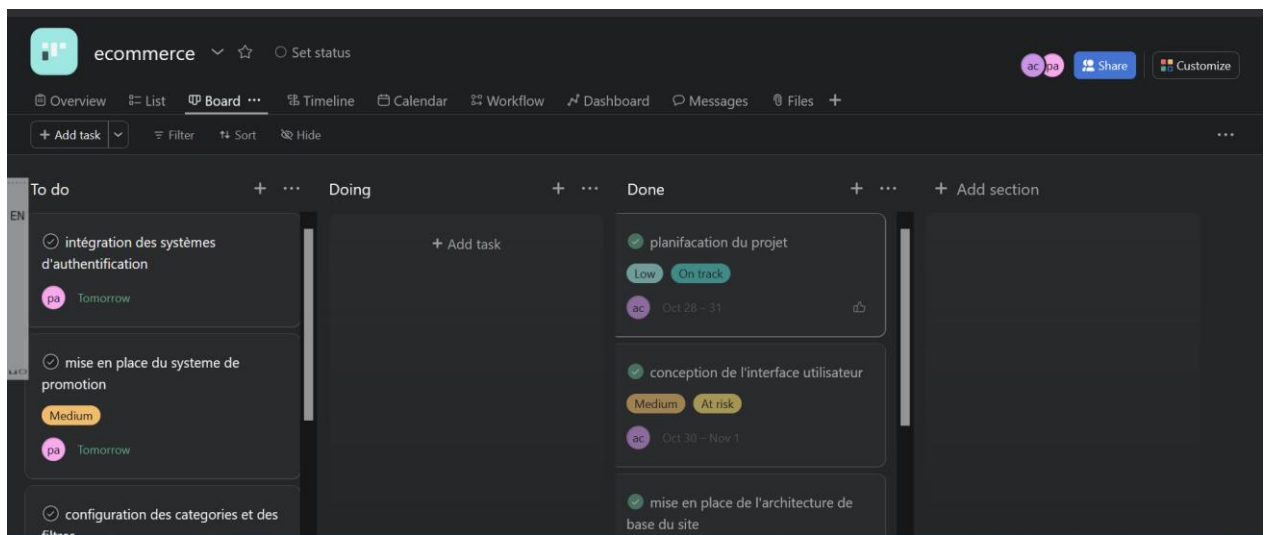 ecommerce
Set status
ac pa Share Customize
Overview List Board ... Timeline Calendar Workflow Dashboard Messages Files +
+ Add task Filter Sort Hide ...
To do + ...
EN
intégration des systèmes
d'authentification
pa Tomorrow
mise en place du systeme de
promotion
Medium
pa Tomorrow
configuration des categories et des
filtres
Doing + ...
+ Add task
Done + ...
planifacation du projet
Low On track
ac Oct 28 – 31
conception de l'interface utilisateur
Medium At risk
ac Oct 30 – Nov 1
mise en place de l'architecture de
base du site
+ Add section